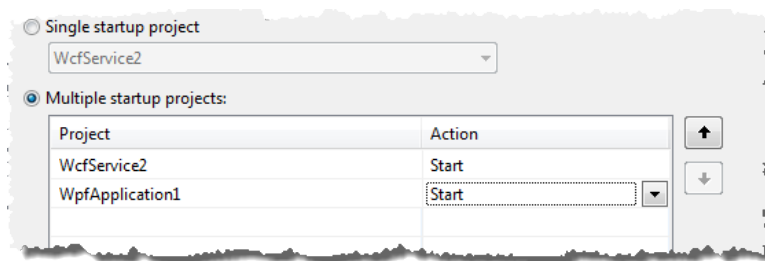 Single startup project
WcfService2
Multiple startup projects:
Project Action
WcfService2 Start
WpfApplication1 Start